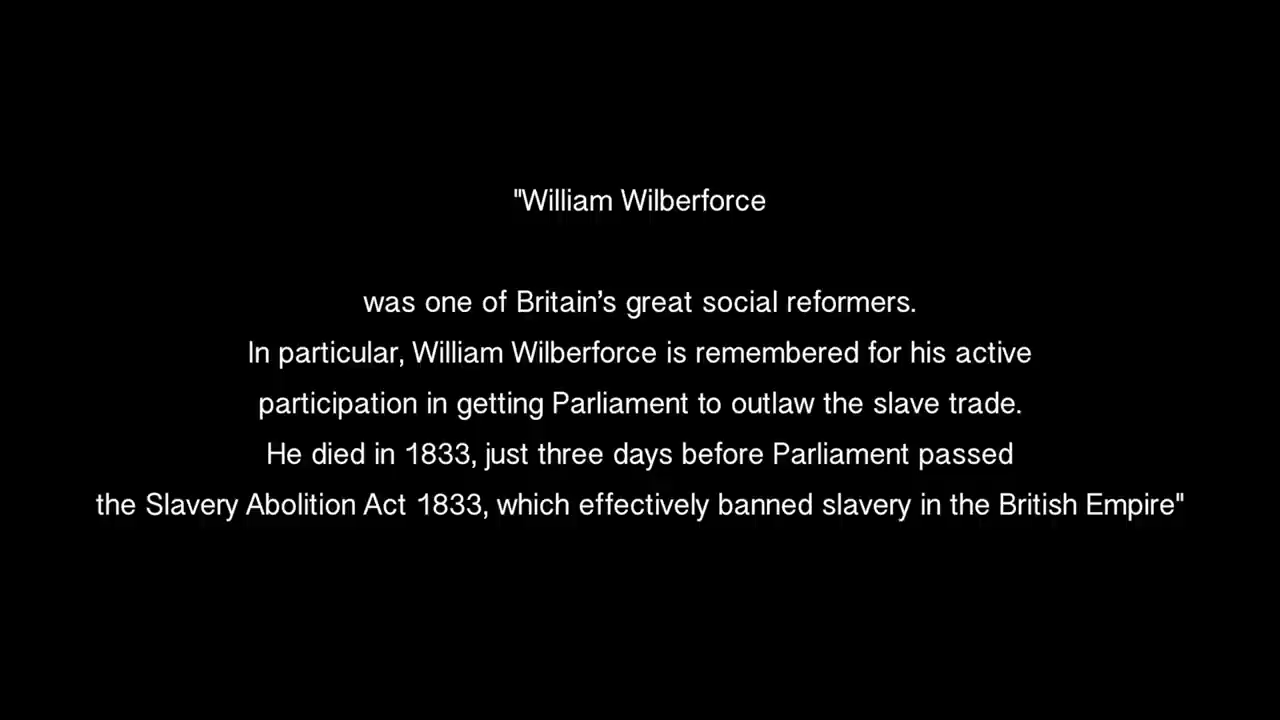 "William Wilberforce
was one of Britain’s great social reformers.
In particular, William Wilberforce is remembered for his active
participation in getting Parliament to outlaw the slave trade.
He died in 1833, just three days before Parliament passed
the Slavery Abolition Act 1833, which effectively banned slavery in the British Empire"